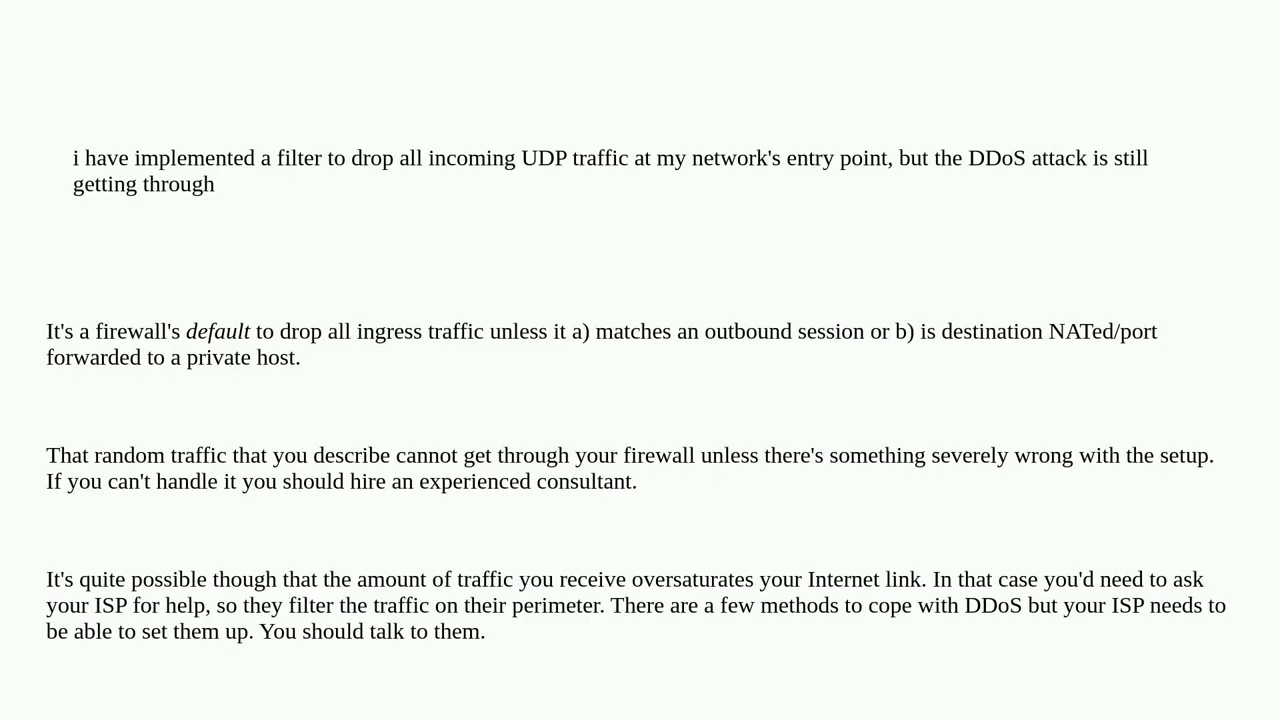 i have implemented a filter to drop all incoming UDP traffic at my network's entry point, but the DDoS attack is still
getting through
It's a firewall's default to drop all ingress traffic unless it a) matches an outbound session or b) is destination NATed/port
forwarded to a private host.
That random traffic that you describe cannot get through your firewall unless there's something severely wrong with the setup.
If you can't handle it you should hire an experienced consultant.
It's quite possible though that the amount of traffic you receive oversaturates your Internet link. In that case you'd need to ask
your ISP for help, so they filter the traffic on their perimeter. There are a few methods to cope with DDoS but your ISP needs to
be able to set them up. You should talk to them.